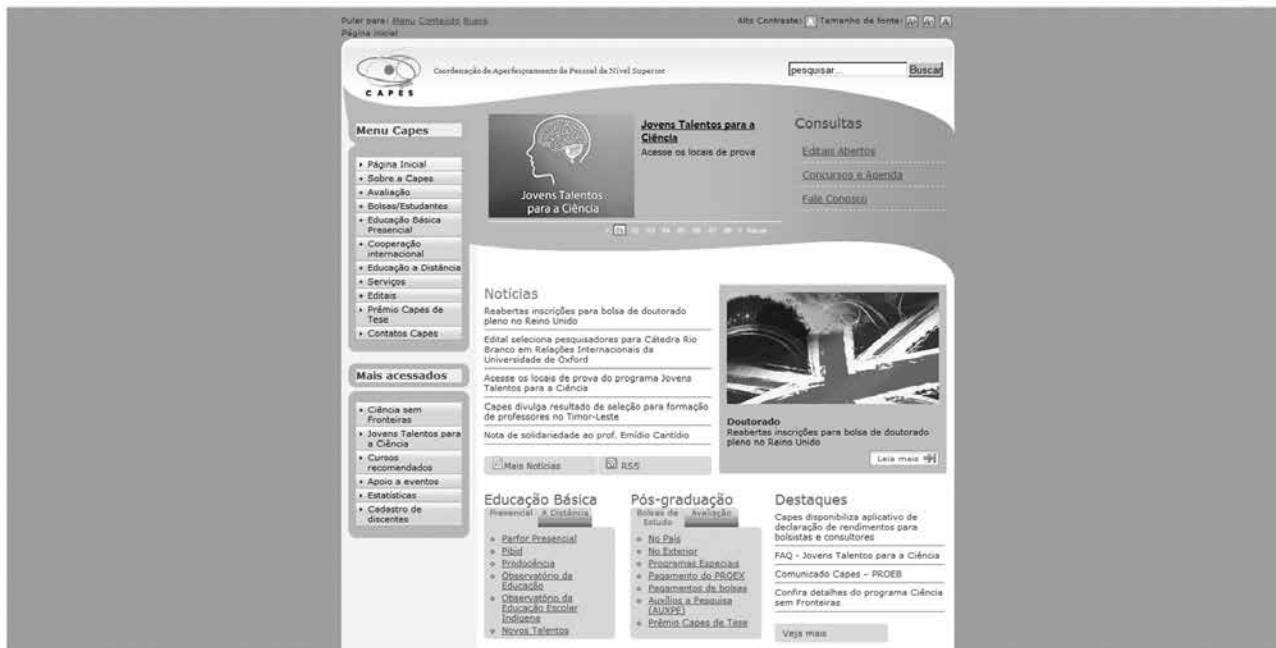 Pular para: Menu Conteúdo Busca
Página inicial
Alto Contraste: A Tamanho de fonte: A+ A- A
CAPES
Coordenação de Aperfeiçoamento de Pessoal de Nível Superior
pesquisar...
Buscar
Menu Capes
Página Inicial
Sobre a Capes
Avaliação
Bolsas/Estudantes
Educação Básica
Presencial
Cooperação
internacional
Educação a Distância
Serviços
Editais
Prêmio Capes de
Tese
Contatos Capes
Mais acessados
Ciência sem
Fronteiras
Jovens Talentos para
a Ciência
Cursos
recomendados
Apoio a eventos
Estatísticas
Cadastro de
discentes
Jovens Talentos
para a Ciência
Jovens Talentos para a
Ciência
Acesse os locais de prova
< 01 02 03 04 05 06 07 08 > Pause
Consultas
Editais Abertos
Concursos e Agenda
Fale Conosco
Notícias
Reabertas inscrições para bolsa de doutorado
pleno no Reino Unido
Edital seleciona pesquisadores para Cátedra Rio
Branco em Relações Internacionais da
Universidade de Oxford
Acesse os locais de prova do programa Jovens
Talentos para a Ciência
Capes divulga resultado de seleção para formação
de professores no Timor-Leste
Nota de solidariedade ao prof. Emídio Cantídio
Mais Notícias
RSS
Doutorado
Reabertas inscrições para bolsa de doutorado
pleno no Reino Unido
Leia mais
Educação Básica
Presencial A Distância
Parfor Presencial
Pibid
Prodocência
Observatório da
Educação
Observatório da
Educação Escolar
Indígena
Novos Talentos
Pós-graduação
Bolsas de
Estudo
Avaliação
No País
No Exterior
Programas Especiais
Pagamento do PROEX
Pagamentos de bolsas
Auxílios a Pesquisa
(AUXPE)
Prêmio Capes de Tese
Destaques
Capes disponibiliza aplicativo de
declaração de rendimentos para
bolsistas e consultores
FAQ - Jovens Talentos para a Ciência
Comunicado Capes – PROEB
Confira detalhes do programa Ciência
sem Fronteiras
Veja mais